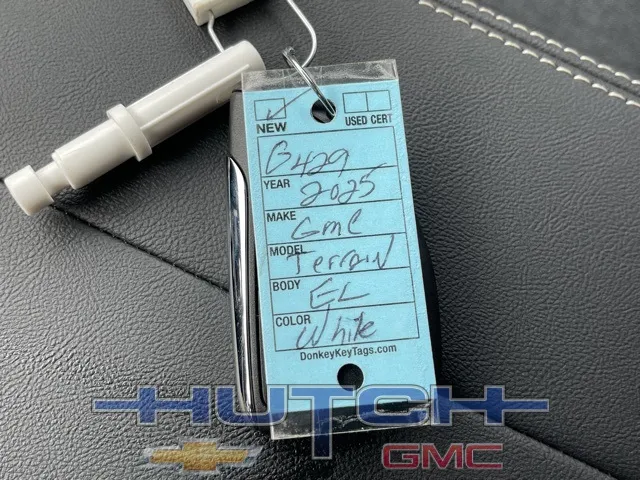 NEW USED CERT
G429
YEAR 2025
MAKE GMC
MODEL Terrain
BODY EL
COLOR White
DonkeyKeyTags.com
HUTCH
GMC